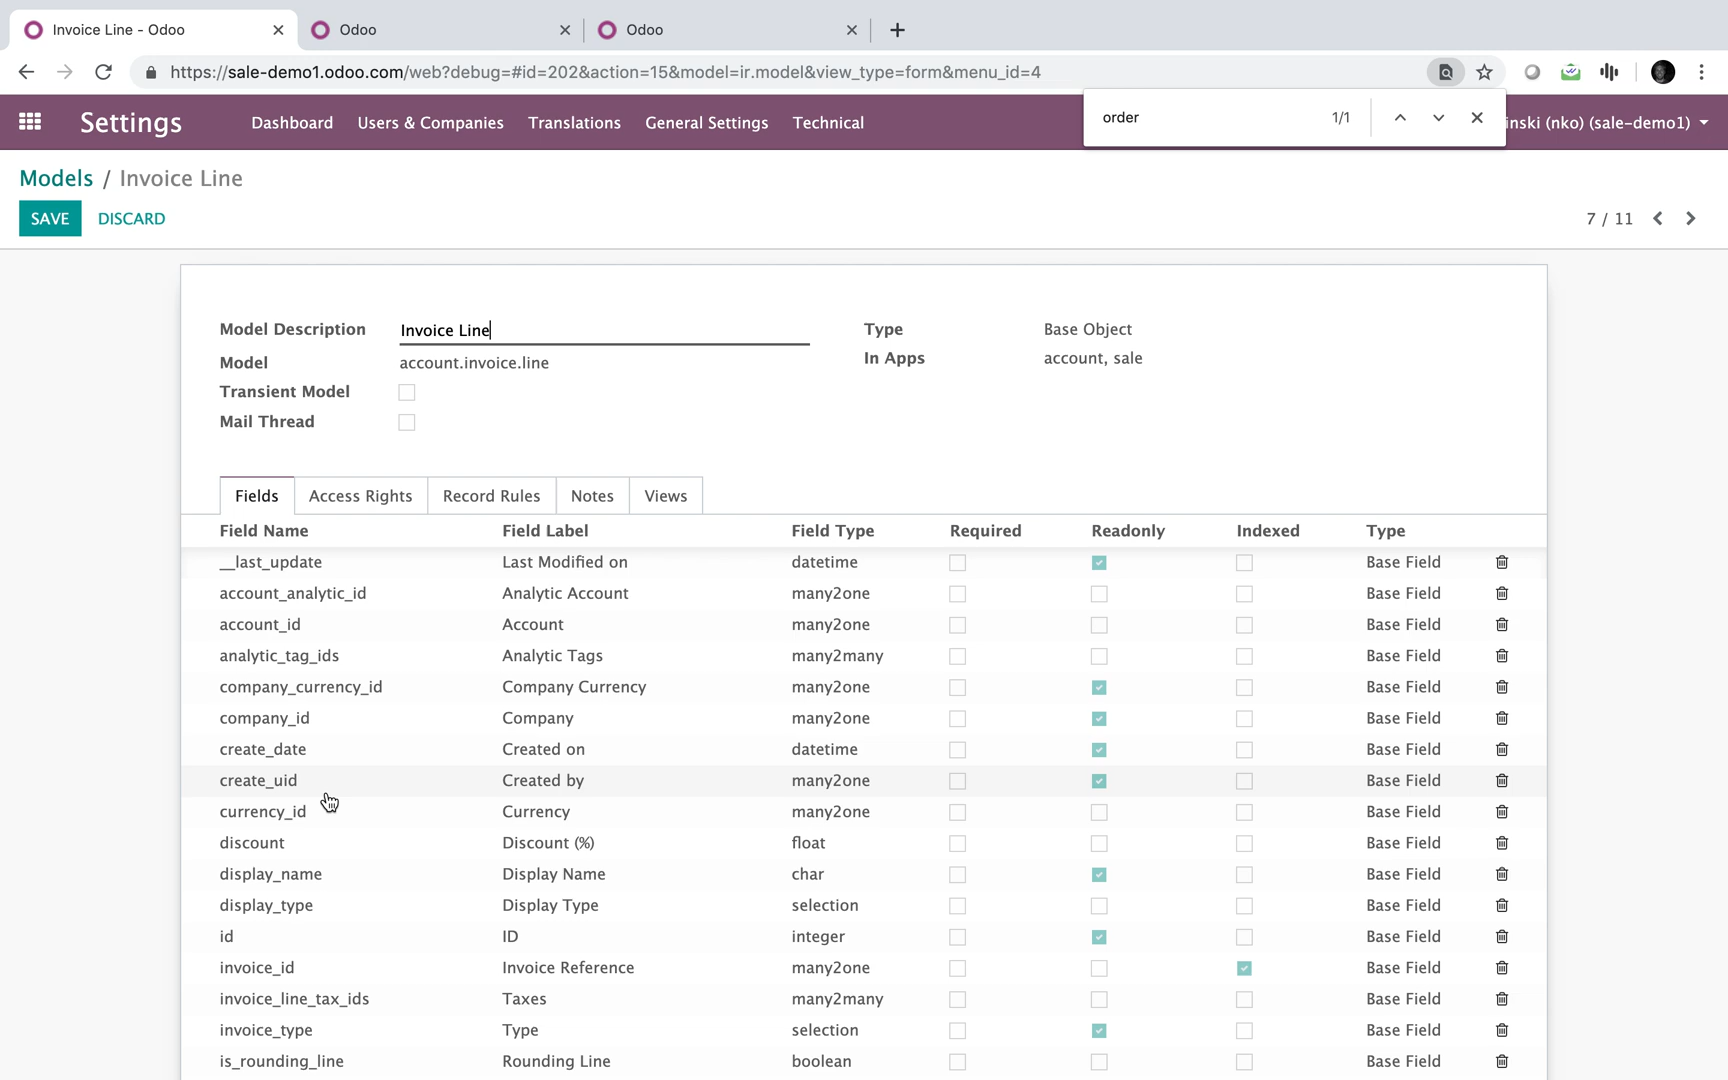 Invoice Line - Odoo
Odoo
Odoo
https://sale-demo1.odoo.com/web?debug=#id=202&action=15&model=ir.model&view_type=form&menu_id=4
order 1/1
Settings Dashboard Users & Companies Translations General Settings Technical inski (nko) (sale-demo1)
Models / Invoice Line
SAVE DISCARD 7 / 11
Model Description Invoice Line Type Base Object
Model account.invoice.line In Apps account, sale
Transient Model
Mail Thread
Fields Access Rights Record Rules Notes Views
Field Name Field Label Field Type Required Readonly Indexed Type
__last_update Last Modified on datetime Base Field
account_analytic_id Analytic Account many2one Base Field
account_id Account many2one Base Field
analytic_tag_ids Analytic Tags many2many Base Field
company_currency_id Company Currency many2one Base Field
company_id Company many2one Base Field
create_date Created on datetime Base Field
create_uid Created by many2one Base Field
currency_id Currency many2one Base Field
discount Discount (%) float Base Field
display_name Display Name char Base Field
display_type Display Type selection Base Field
id ID integer Base Field
invoice_id Invoice Reference many2one Base Field
invoice_line_tax_ids Taxes many2many Base Field
invoice_type Type selection Base Field
is_rounding_line Rounding Line boolean Base Field